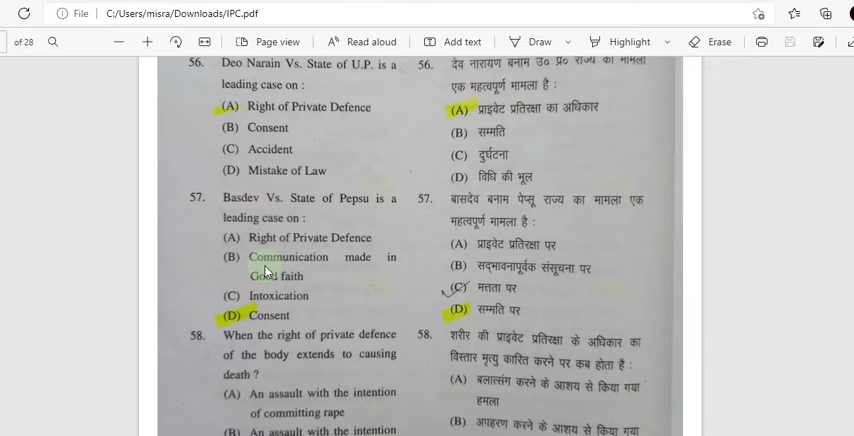 File C:/Users/misra/Downloads/IPC.pdf
of 28
Page view
Read aloud
Add text
Draw
Highlight
Erase
56. Deo Narain Vs. State of U.P. is a
leading case on :
(A) Right of Private Defence
(B) Consent
(C) Accident
(D) Mistake of Law
57. Basdev Vs. State of Pepsu is a
leading case on :
(A) Right of Private Defence
(B) Communication made in
Good faith
(C) Intoxication
(D) Consent
58. When the right of private defence
of the body extends to causing
death ?
(A) An assault with the intention
of committing rape
(B) An assault with the intention
56. देव नारायण बनाम उ० प्र० राज्य का मामला
एक महत्वपूर्ण मामला है :
(A) प्राइवेट प्रतिरक्षा का अधिकार
(B) सम्मति
(C) दुर्घटना
(D) विधि की भूल
57. बासदेव बनाम पेप्सू राज्य का मामला एक
महत्वपूर्ण मामला है :
(A) प्राइवेट प्रतिरक्षा पर
(B) सद्भावनापूर्वक संसूचना पर
(C) मत्तता पर
(D) सम्मति पर
58. शरीर की प्राइवेट प्रतिरक्षा के अधिकार का
विस्तार मृत्यु कारित करने पर कब होता है :
(A) बलात्संग करने के आशय से किया गया
हमला
(B) अपहरण करने के आशय से किया गया